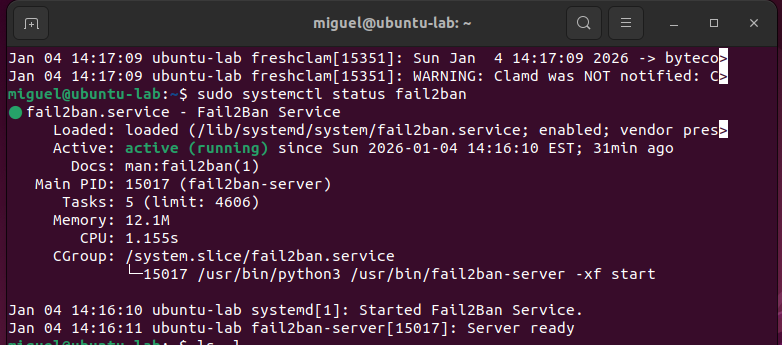 miguel@ubuntu-lab: ~
Jan 04 14:17:09 ubuntu-lab freshclam[15351]: Sun Jan  4 14:17:09 2026 -> byteco>
Jan 04 14:17:09 ubuntu-lab freshclam[15351]: WARNING: Clamd was NOT notified: C>
miguel@ubuntu-lab:~$ sudo systemctl status fail2ban
● fail2ban.service - Fail2Ban Service
     Loaded: loaded (/lib/systemd/system/fail2ban.service; enabled; vendor pres>
     Active: active (running) since Sun 2026-01-04 14:16:10 EST; 31min ago
       Docs: man:fail2ban(1)
   Main PID: 15017 (fail2ban-server)
      Tasks: 5 (limit: 4606)
     Memory: 12.1M
        CPU: 1.155s
     CGroup: /system.slice/fail2ban.service
             └─15017 /usr/bin/python3 /usr/bin/fail2ban-server -xf start
Jan 04 14:16:10 ubuntu-lab systemd[1]: Started Fail2Ban Service.
Jan 04 14:16:11 ubuntu-lab fail2ban-server[15017]: Server ready
miguel@ubuntu-lab:~$